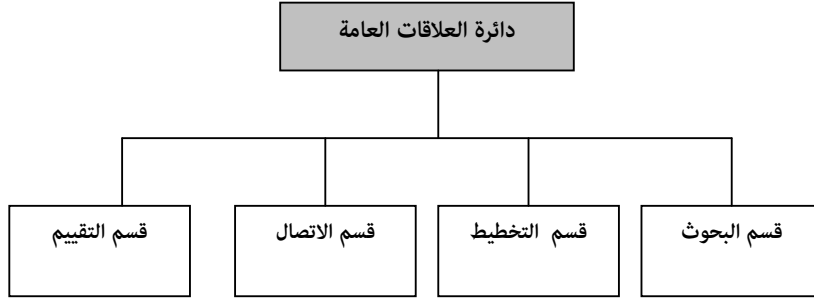 دائرة العلاقات العامة
قسم البحوث
قسم التخطيط
قسم الاتصال
قسم التقييم